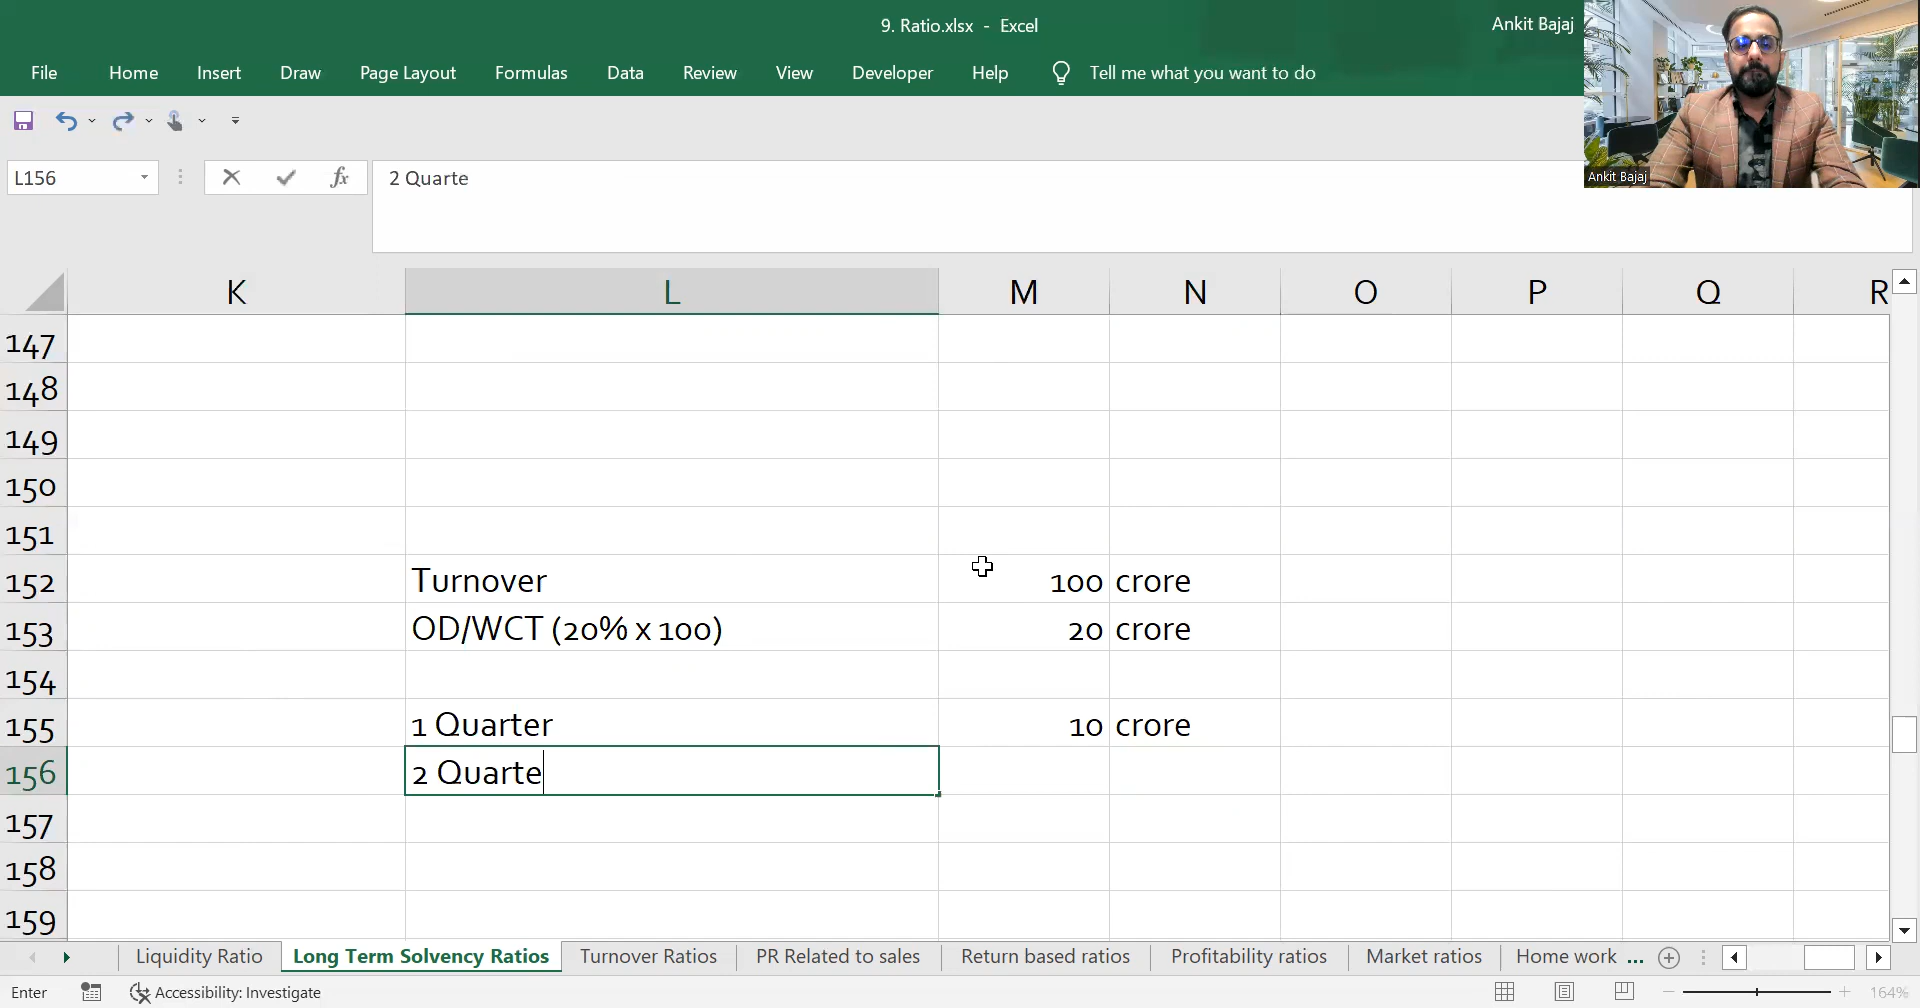 9. Ratio.xlsx - Excel
Ankit Bajaj
File Home Insert Draw Page Layout Formulas Data Review View Developer Help Tell me what you want to do
L156
fx
2 Quarte
Ankit Bajaj
K L M N O P Q R
147
148
149
150
151
152 Turnover 100 crore
153 OD/WCT (20% x 100) 20 crore
154
155 1 Quarter 10 crore
156 2 Quarte
157
158
159
Liquidity Ratio Long Term Solvency Ratios Turnover Ratios PR Related to sales Return based ratios Profitability ratios Market ratios Home work ...
Enter Accessibility: Investigate 164%